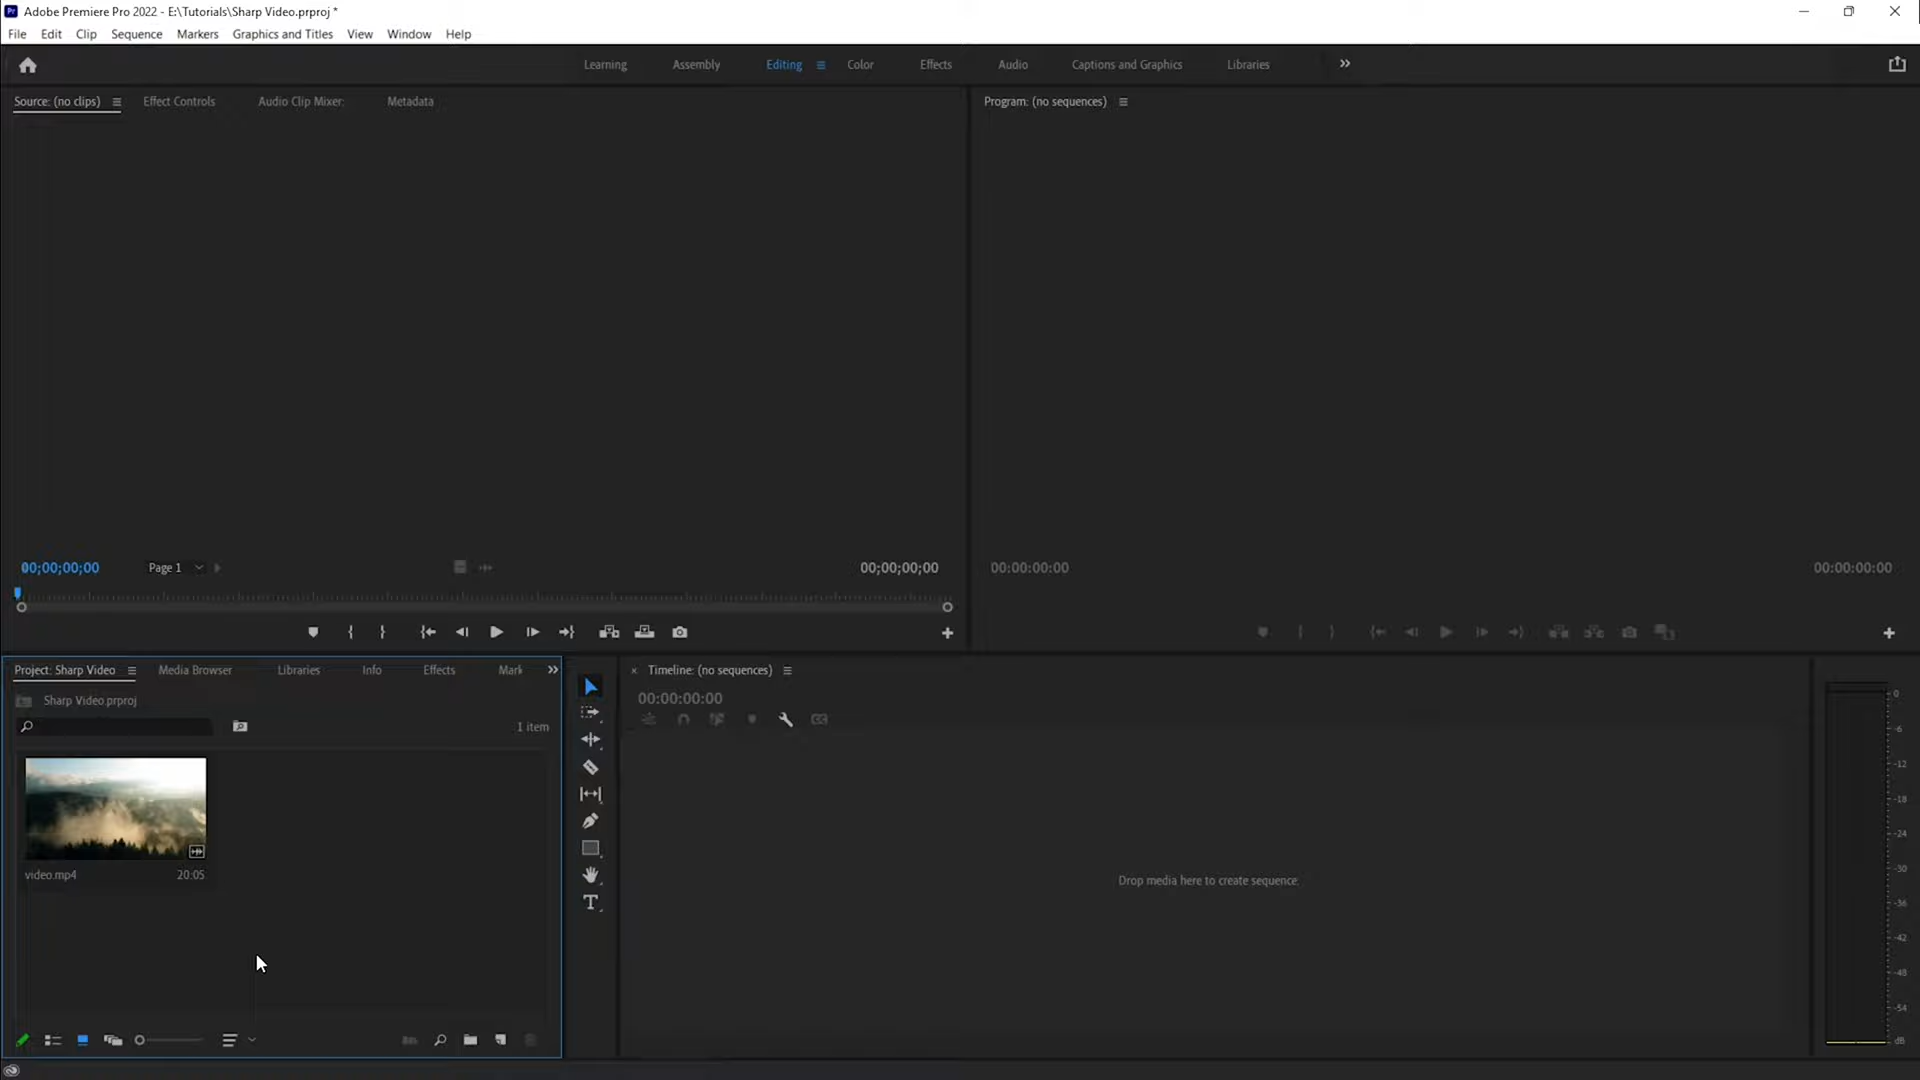 Adobe Premiere Pro 2022 - E:\Tutorials\Sharp Video.prproj *
File Edit Clip Sequence Markers Graphics and Titles View Window Help
Learning Assembly Editing Color Effects Audio Captions and Graphics Libraries
Source: (no clips) Effect Controls Audio Clip Mixer: Metadata
Program: (no sequences)
00;00;00;00 Page 1 00;00;00;00
00:00:00:00 00:00:00:00
Project: Sharp Video Media Browser Libraries Info Effects Mark
Sharp Video.prproj
1 item
video.mp4 20:05
Timeline: (no sequences)
00:00:00:00
Drop media here to create sequence.
T
0
-6
-12
-18
-24
-30
-36
-42
-48
-54
dB